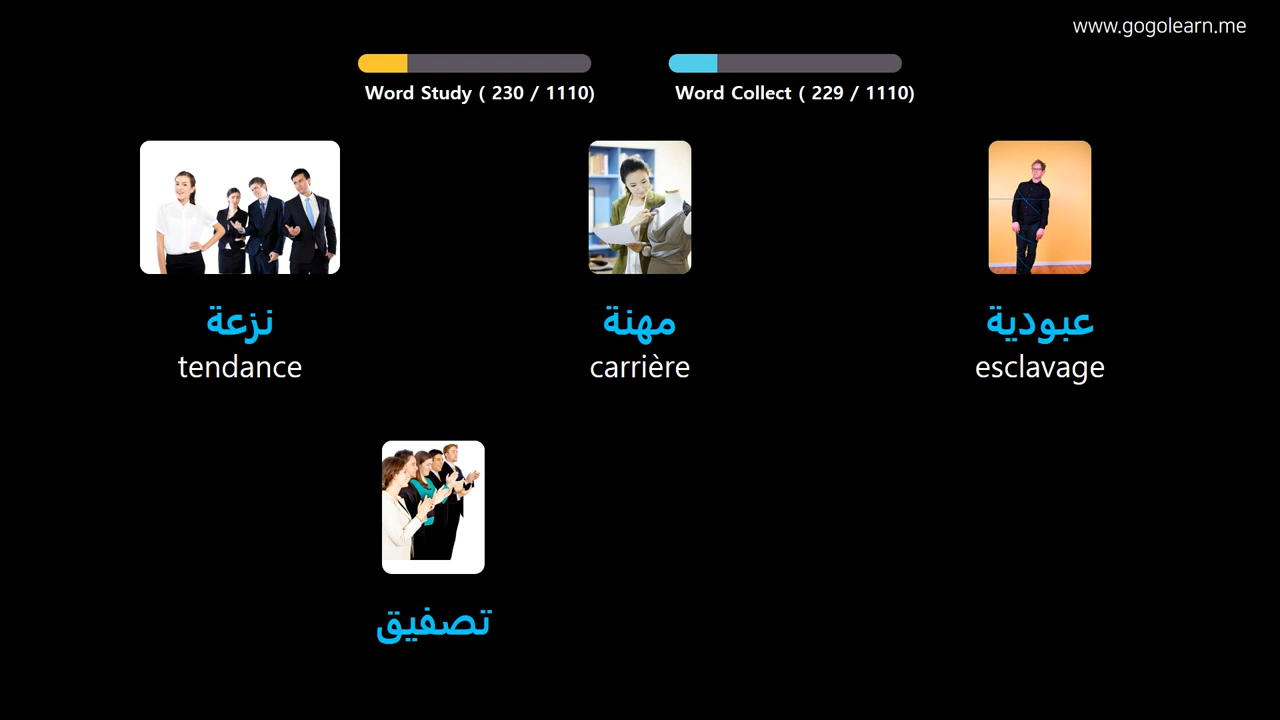 www.gogolearn.me
Word Study ( 230 / 1110)
Word Collect ( 229 / 1110)
نزعة
tendance
مهنة
carrière
عبودية
esclavage
تصفيق